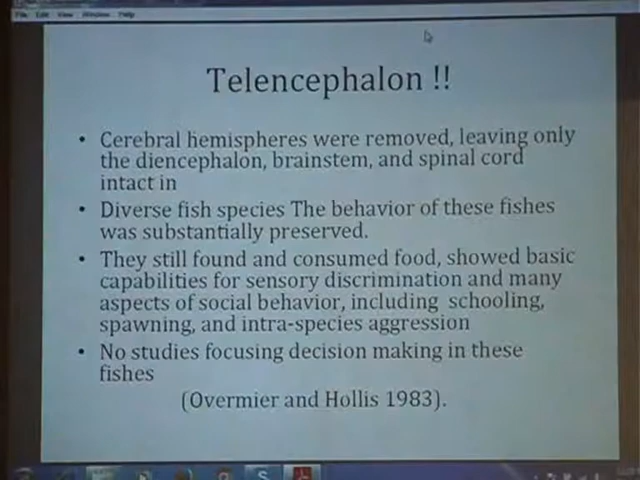 File Edit View Window Help
Telencephalon !!
• Cerebral hemispheres were removed, leaving only
the diencephalon, brainstem, and spinal cord
intact in
• Diverse fish species The behavior of these fishes
was substantially preserved.
• They still found and consumed food, showed basic
capabilities for sensory discrimination and many
aspects of social behavior, including schooling,
spawning, and intra-species aggression
• No studies focusing decision making in these
fishes
(Overmier and Hollis 1983).